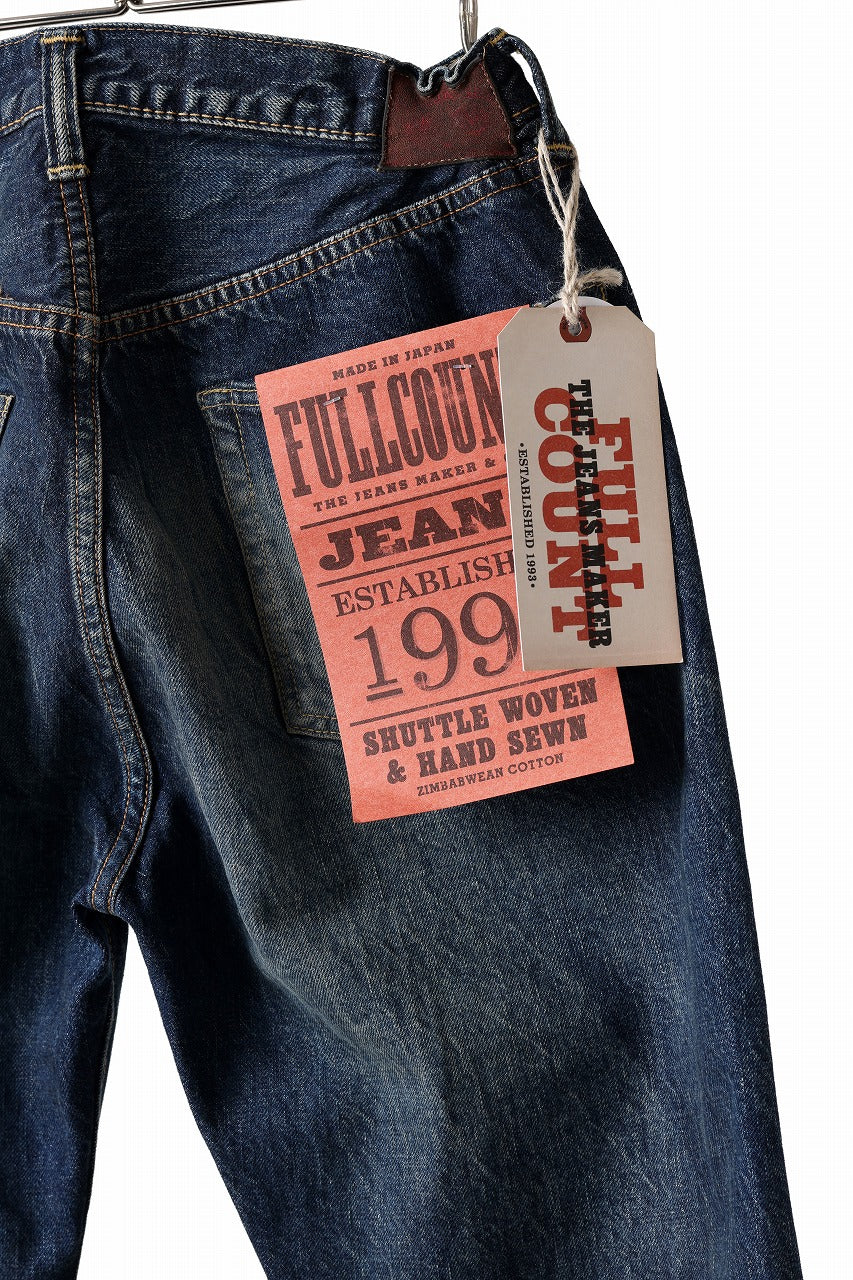 MADE IN JAPAN
FULLCOUN
THE JEANS MAKER &
JEAN
ESTABLISH
199
SHUTTLE WOVEN
& HAND SEWN
ZIMBABWEAN COTTON
FULL
COUNT
THE JEANS MAKER
•ESTABLISHED 1993•